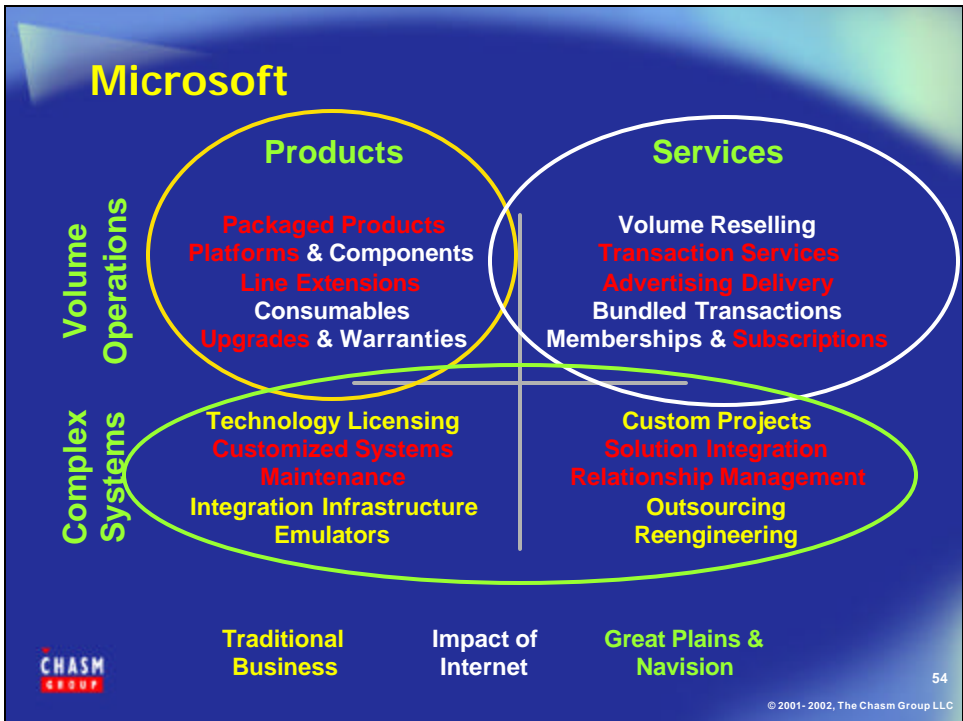 Microsoft
Products
Services
Volume
Operations
Packaged Products
Platforms & Components
Line Extensions
Consumables
Upgrades & Warranties
Volume Reselling
Transaction Services
Advertising Delivery
Bundled Transactions
Memberships & Subscriptions
Complex
Systems
Technology Licensing
Customized Systems
Maintenance
Integration Infrastructure
Emulators
Custom Projects
Solution Integration
Relationship Management
Outsourcing
Reengineering
Traditional
Business
Impact of
Internet
Great Plains &
Navision
CHASM
GROUP
54
© 2001- 2002, The Chasm Group LLC